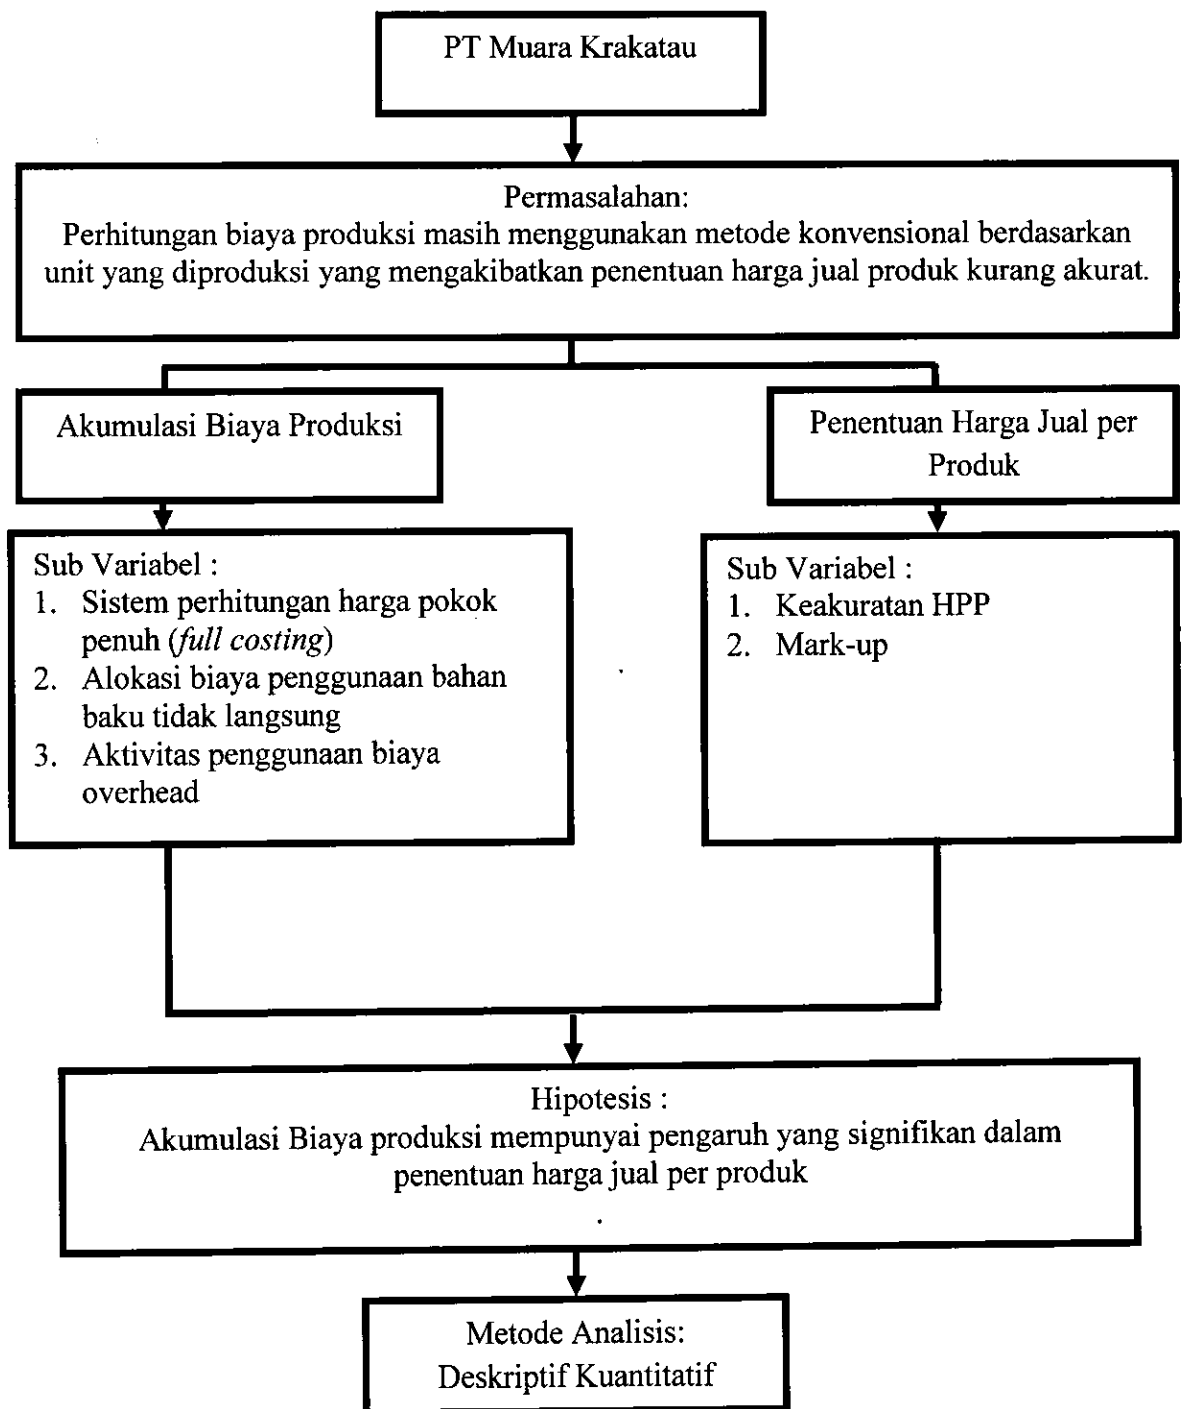 PT Muara Krakatau
Permasalahan:
Perhitungan biaya produksi masih menggunakan metode konvensional berdasarkan
unit yang diproduksi yang mengakibatkan penentuan harga jual produk kurang akurat.
Akumulasi Biaya Produksi
Penentuan Harga Jual per
Produk
Sub Variabel :
1. Sistem perhitungan harga pokok
penuh (full costing)
2. Alokasi biaya penggunaan bahan
baku tidak langsung
3. Aktivitas penggunaan biaya
overhead
Sub Variabel :
1. Keakuratan HPP
2. Mark-up
Hipotesis :
Akumulasi Biaya produksi mempunyai pengaruh yang signifikan dalam
penentuan harga jual per produk
.
Metode Analisis:
Deskriptif Kuantitatif